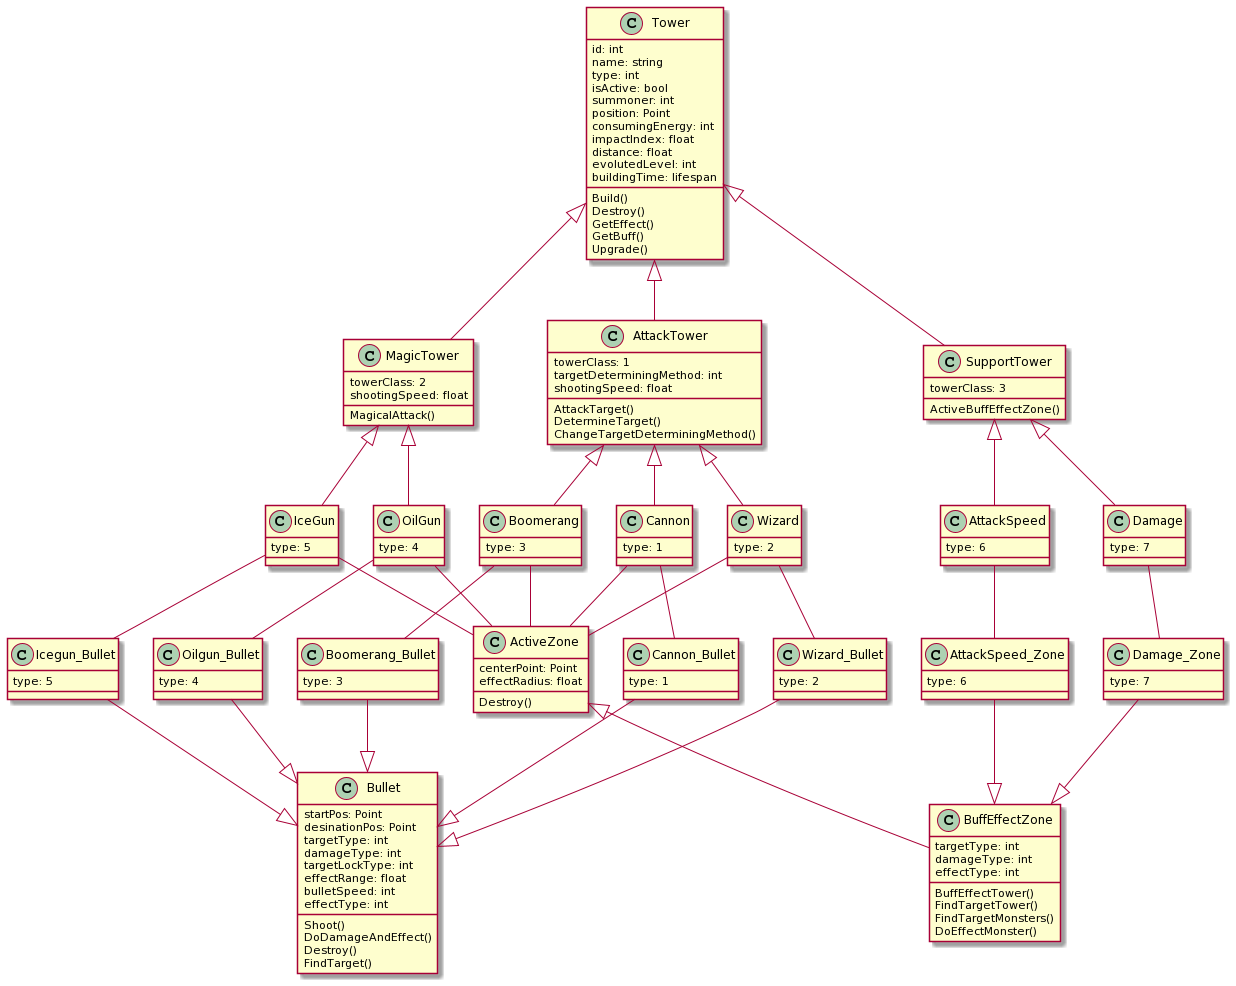 C Tower
id: int
name: string
type: int
isActive: bool
summoner: int
position: Point
consumingEnergy: int
impactIndex: float
distance: float
evolutedLevel: int
buildingTime: lifespan
Build()
Destroy()
GetEffect()
GetBuff()
Upgrade()
C MagicTower
towerClass: 2
shootingSpeed: float
MagicalAttack()
C AttackTower
towerClass: 1
targetDeterminingMethod: int
shootingSpeed: float
AttackTarget()
DetermineTarget()
ChangeTargetDeterminingMethod()
C SupportTower
towerClass: 3
ActiveBuffEffectZone()
C IceGun
type: 5
C OilGun
type: 4
C Boomerang
type: 3
C Cannon
type: 1
C Wizard
type: 2
C AttackSpeed
type: 6
C Damage
type: 7
C Icegun_Bullet
type: 5
C Oilgun_Bullet
type: 4
C Boomerang_Bullet
type: 3
C ActiveZone
centerPoint: Point
effectRadius: float
Destroy()
C Cannon_Bullet
type: 1
C Wizard_Bullet
type: 2
C AttackSpeed_Zone
type: 6
C Damage_Zone
type: 7
C Bullet
startPos: Point
desinationPos: Point
targetType: int
damageType: int
targetLockType: int
effectRange: float
bulletSpeed: int
effectType: int
Shoot()
DoDamageAndEffect()
Destroy()
FindTarget()
C BuffEffectZone
targetType: int
damageType: int
effectType: int
BuffEffectTower()
FindTargetTower()
FindTargetMonsters()
DoEffectMonster()